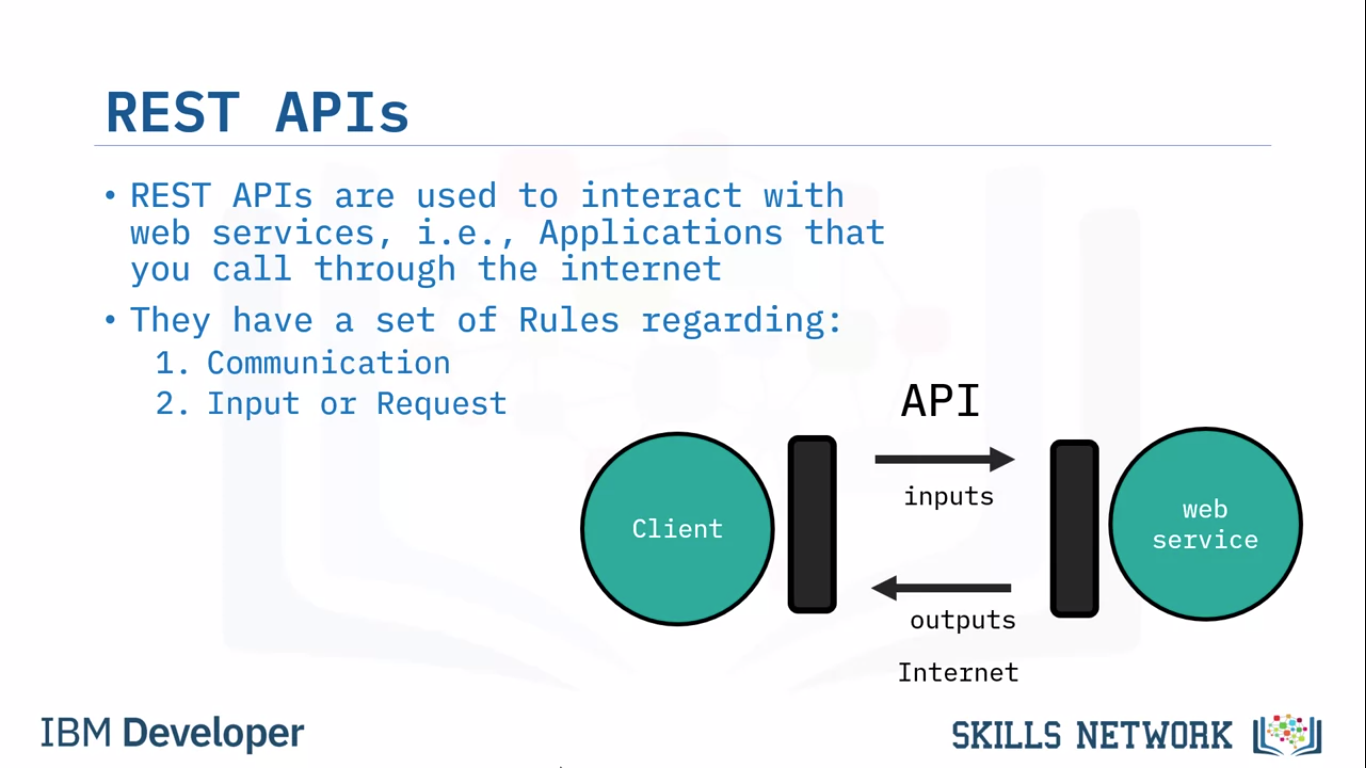 REST APIs
• REST APIs are used to interact with
web services, i.e., Applications that
you call through the internet
• They have a set of Rules regarding:
1. Communication
2. Input or Request
API
inputs
Client
web
service
outputs
Internet
IBM Developer
SKILLS NETWORK